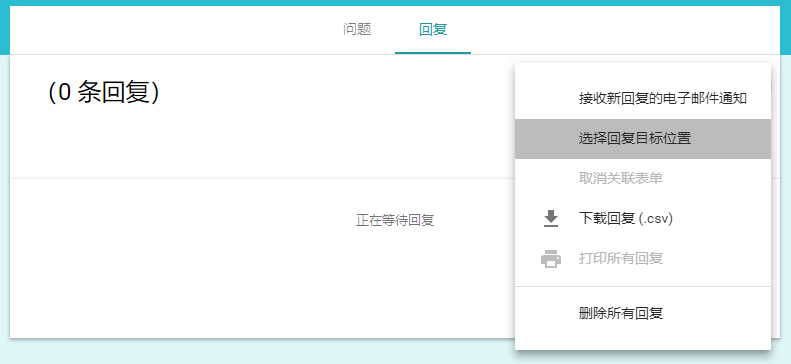 问题
回复
（0 条回复）
接收新回复的电子邮件通知
选择回复目标位置
取消关联表单
正在等待回复
下载回复 (.csv)
打印所有回复
删除所有回复